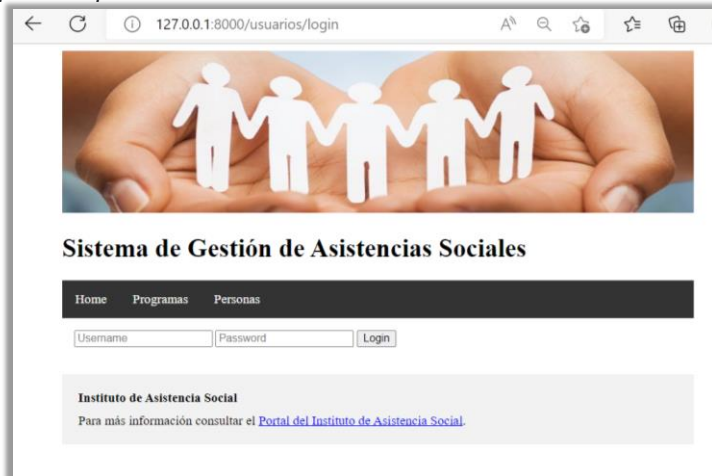 127.0.0.1:8000/usuarios/login
Sistema de Gestión de Asistencias Sociales
Home Programas Personas
Username Password Login
Instituto de Asistencia Social
Para más información consultar el Portal del Instituto de Asistencia Social.